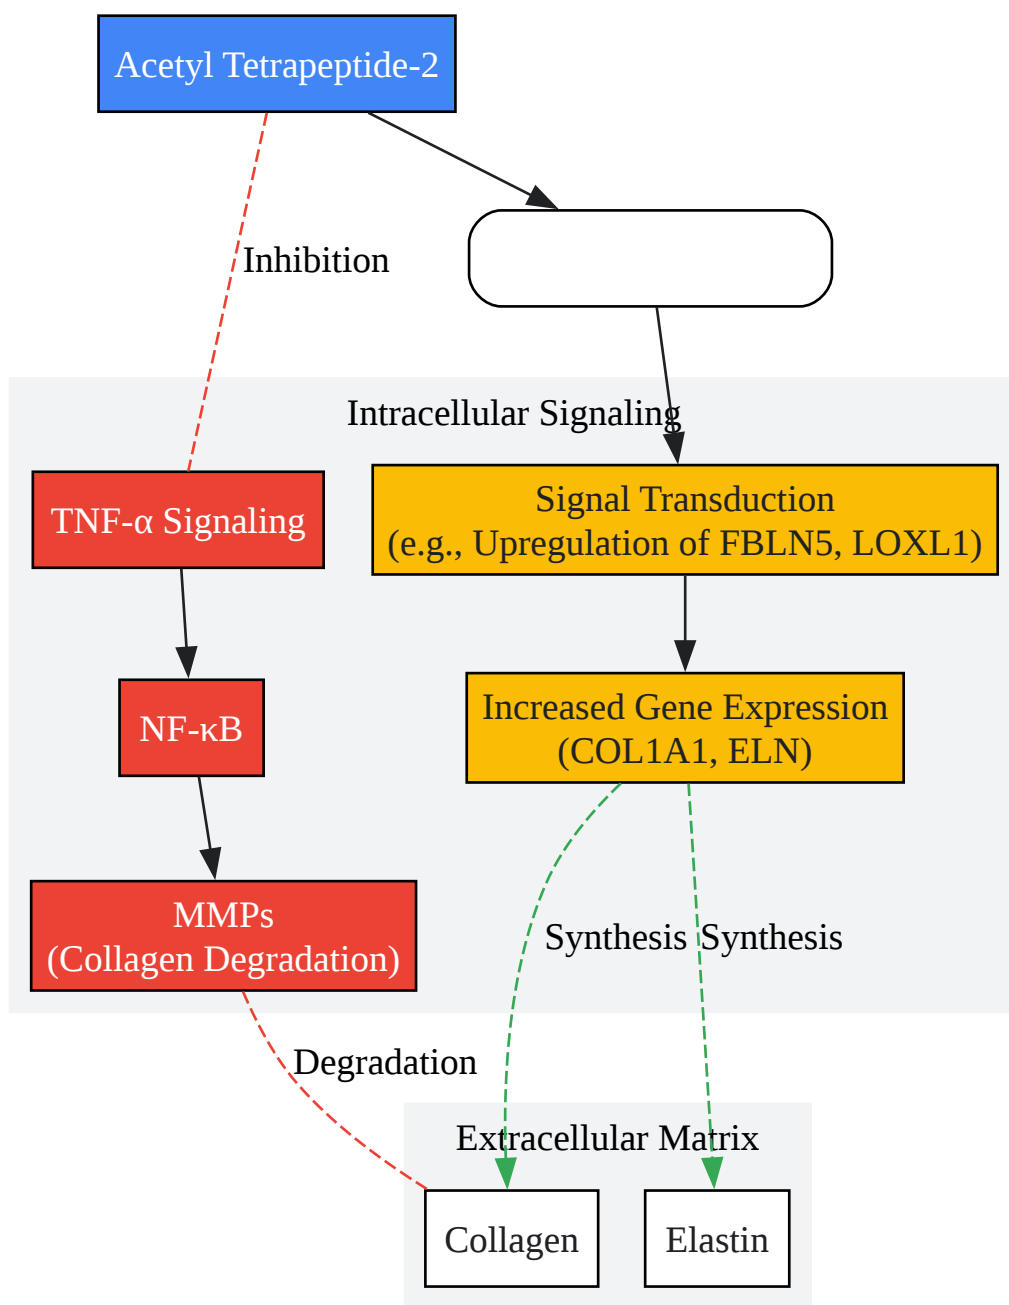 Acetyl Tetrapeptide-2
Inhibition
Intracellular Signaling
TNF-α Signaling
Signal Transduction
(e.g., Upregulation of FBLN5, LOXL1)
NF-κB
Increased Gene Expression
(COL1A1, ELN)
MMPs
(Collagen Degradation)
Synthesis
Synthesis
Degradation
Extracellular Matrix
Collagen
Elastin